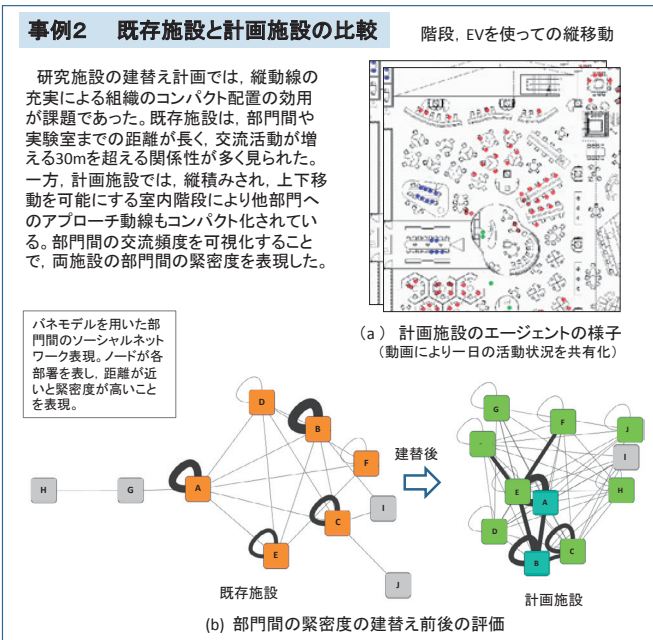 事例2　既存施設と計画施設の比較
階段，EVを使っての縦移動
研究施設の建替え計画では，縦動線の
充実による組織のコンパクト配置の効用
が課題であった。既存施設は，部門間や
実験室までの距離が長く，交流活動が増
える30mを超える関係性が多く見られた。
一方，計画施設では，縦積みされ，上下移
動を可能にする室内階段により他部門へ
のアプローチ動線もコンパクト化されてい
る。部門間の交流頻度を可視化すること
で，両施設の部門間の緊密度を表現した。
(a) 計画施設のエージェントの様子
（動画により一日の活動状況を共有化）
バネモデルを用いた部
門間のソーシャルネット
ワーク表現。ノードが各
部署を表し，距離が近
いと緊密度が高いこと
を表現。
D
B
F
A
G
H
I
C
E
J
既存施設
建替後
G
F
J
I
E
H
A
D
C
B
計画施設
(b) 部門間の緊密度の建替え前後の評価